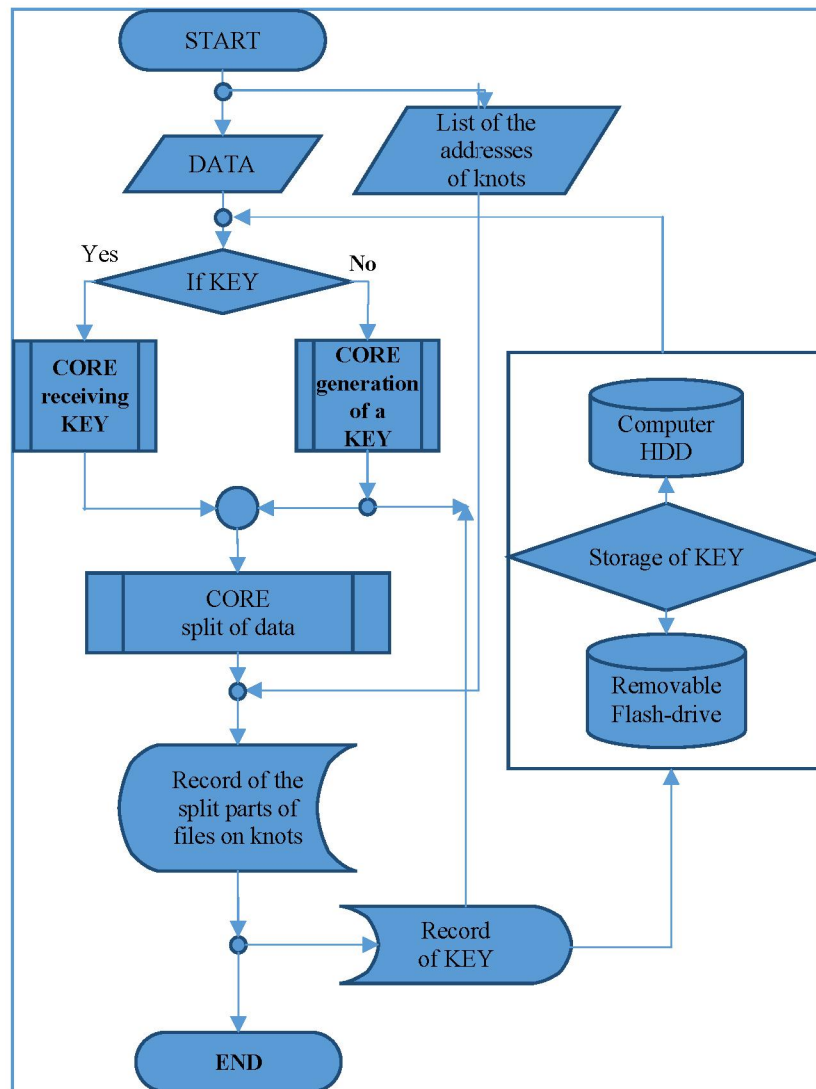 START
List of the
addresses
of knots
DATA
Yes
No
If KEY
CORE
receiving
KEY
CORE
generation
of a
KEY
Computer
HDD
Storage of KEY
Removable
Flash-drive
CORE
split of data
Record of the
split parts of
files on knots
Record
of KEY
END